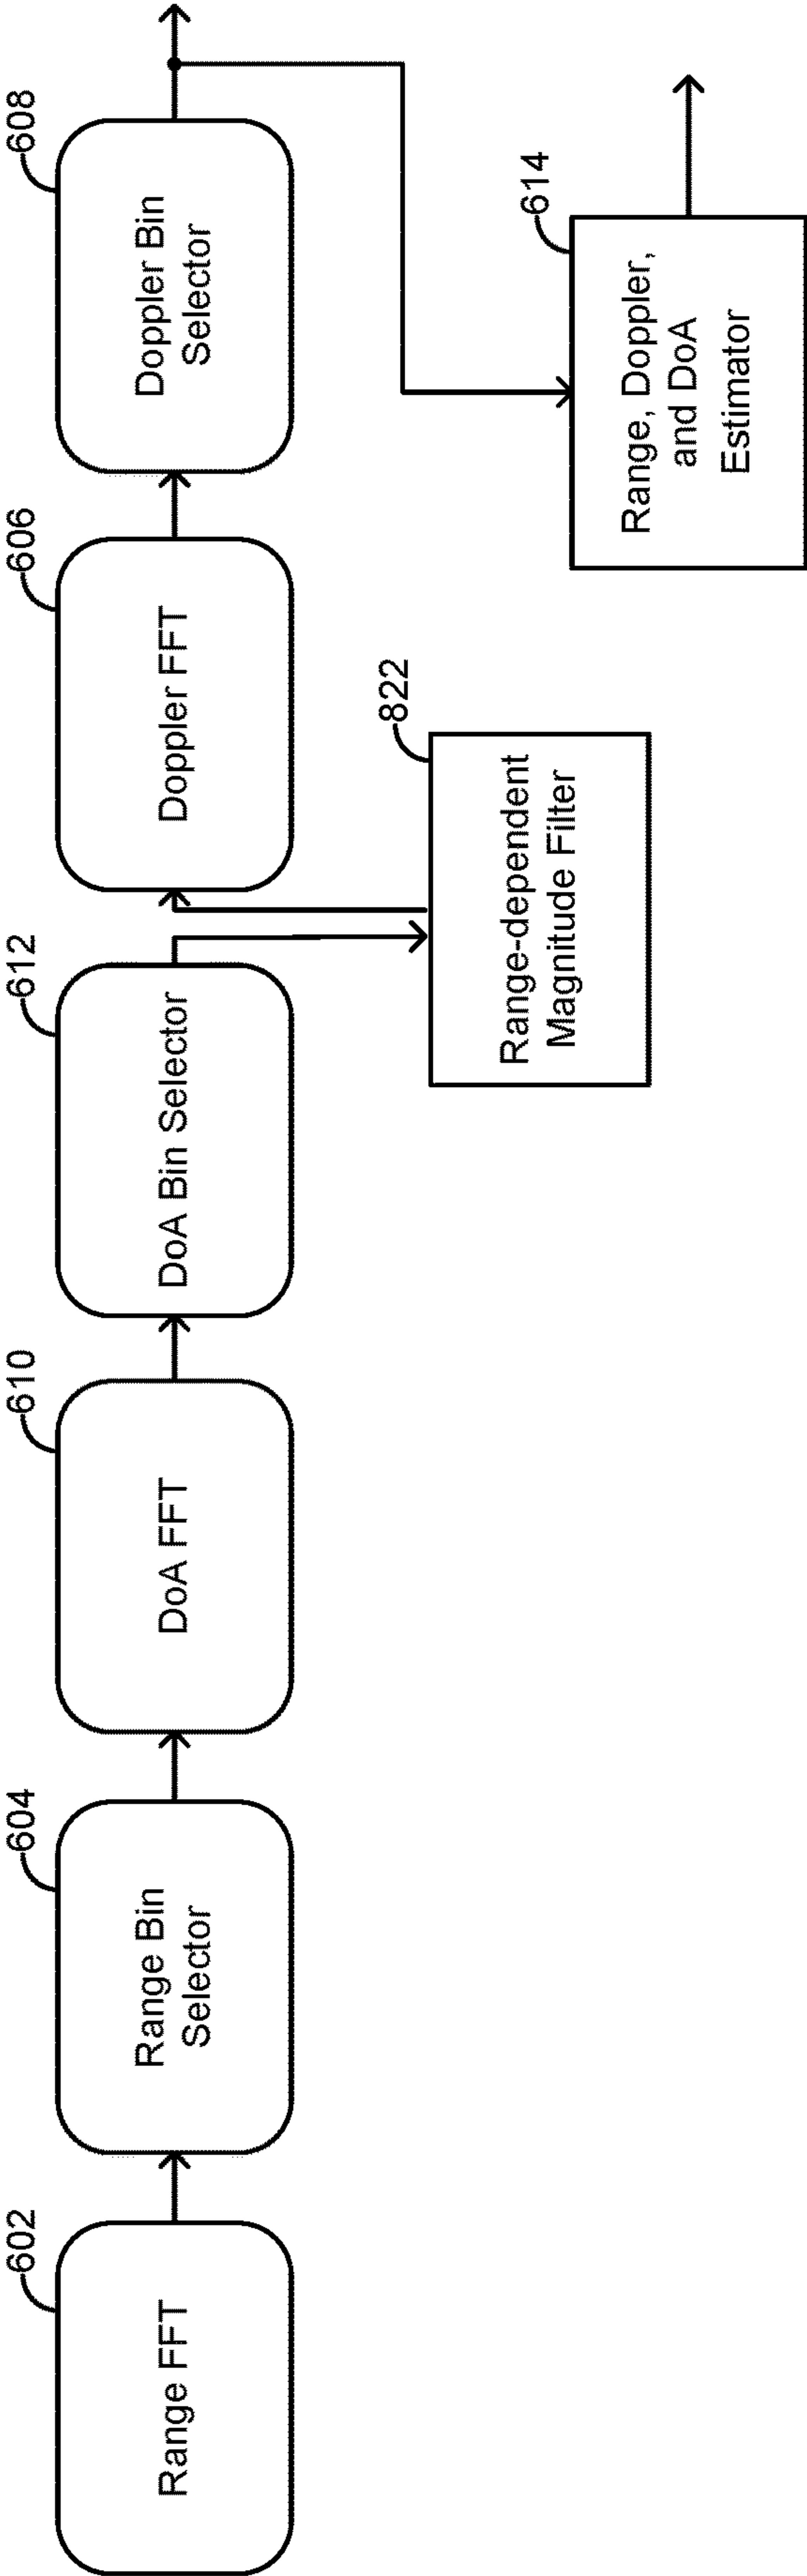 602
Range FFT
604
Range Bin
Selector
610
DoA FFT
612
DoA Bin Selector
822
Range-dependent
Magnitude Filter
606
Doppler FFT
608
Doppler Bin
Selector
614
Range, Doppler,
and DoA
Estimator